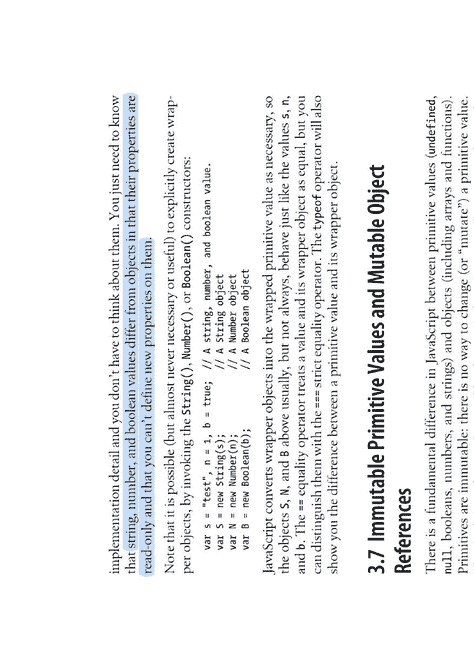 implementation detail and you don't have to think about them. You just need to know
that string, number, and boolean values differ from objects in that their properties are
read-only and that you can't define new properties on them.
Note that it is possible (but almost never necessary or useful) to explicitly create wrap-
per objects, by invoking the String(), Number(), or Boolean() constructors:
var s = "test", n = 1, b = true; // A string, number, and boolean value.
var S = new String(s); // A String object
var N = new Number(n); // A Number object
var B = new Boolean(b); // A Boolean object
JavaScript converts wrapper objects into the wrapped primitive value as necessary, so
the objects S, N, and B above usually, but not always, behave just like the values s, n,
and b. The == equality operator treats a value and its wrapper object as equal, but you
can distinguish them with the === strict equality operator. The typeof operator will also
show you the difference between a primitive value and its wrapper object.
3.7 Immutable Primitive Values and Mutable Object
References
There is a fundamental difference in JavaScript between primitive values (undefined,
null, booleans, numbers, and strings) and objects (including arrays and functions).
Primitives are immutable: there is no way to change (or “mutate”) a primitive value.